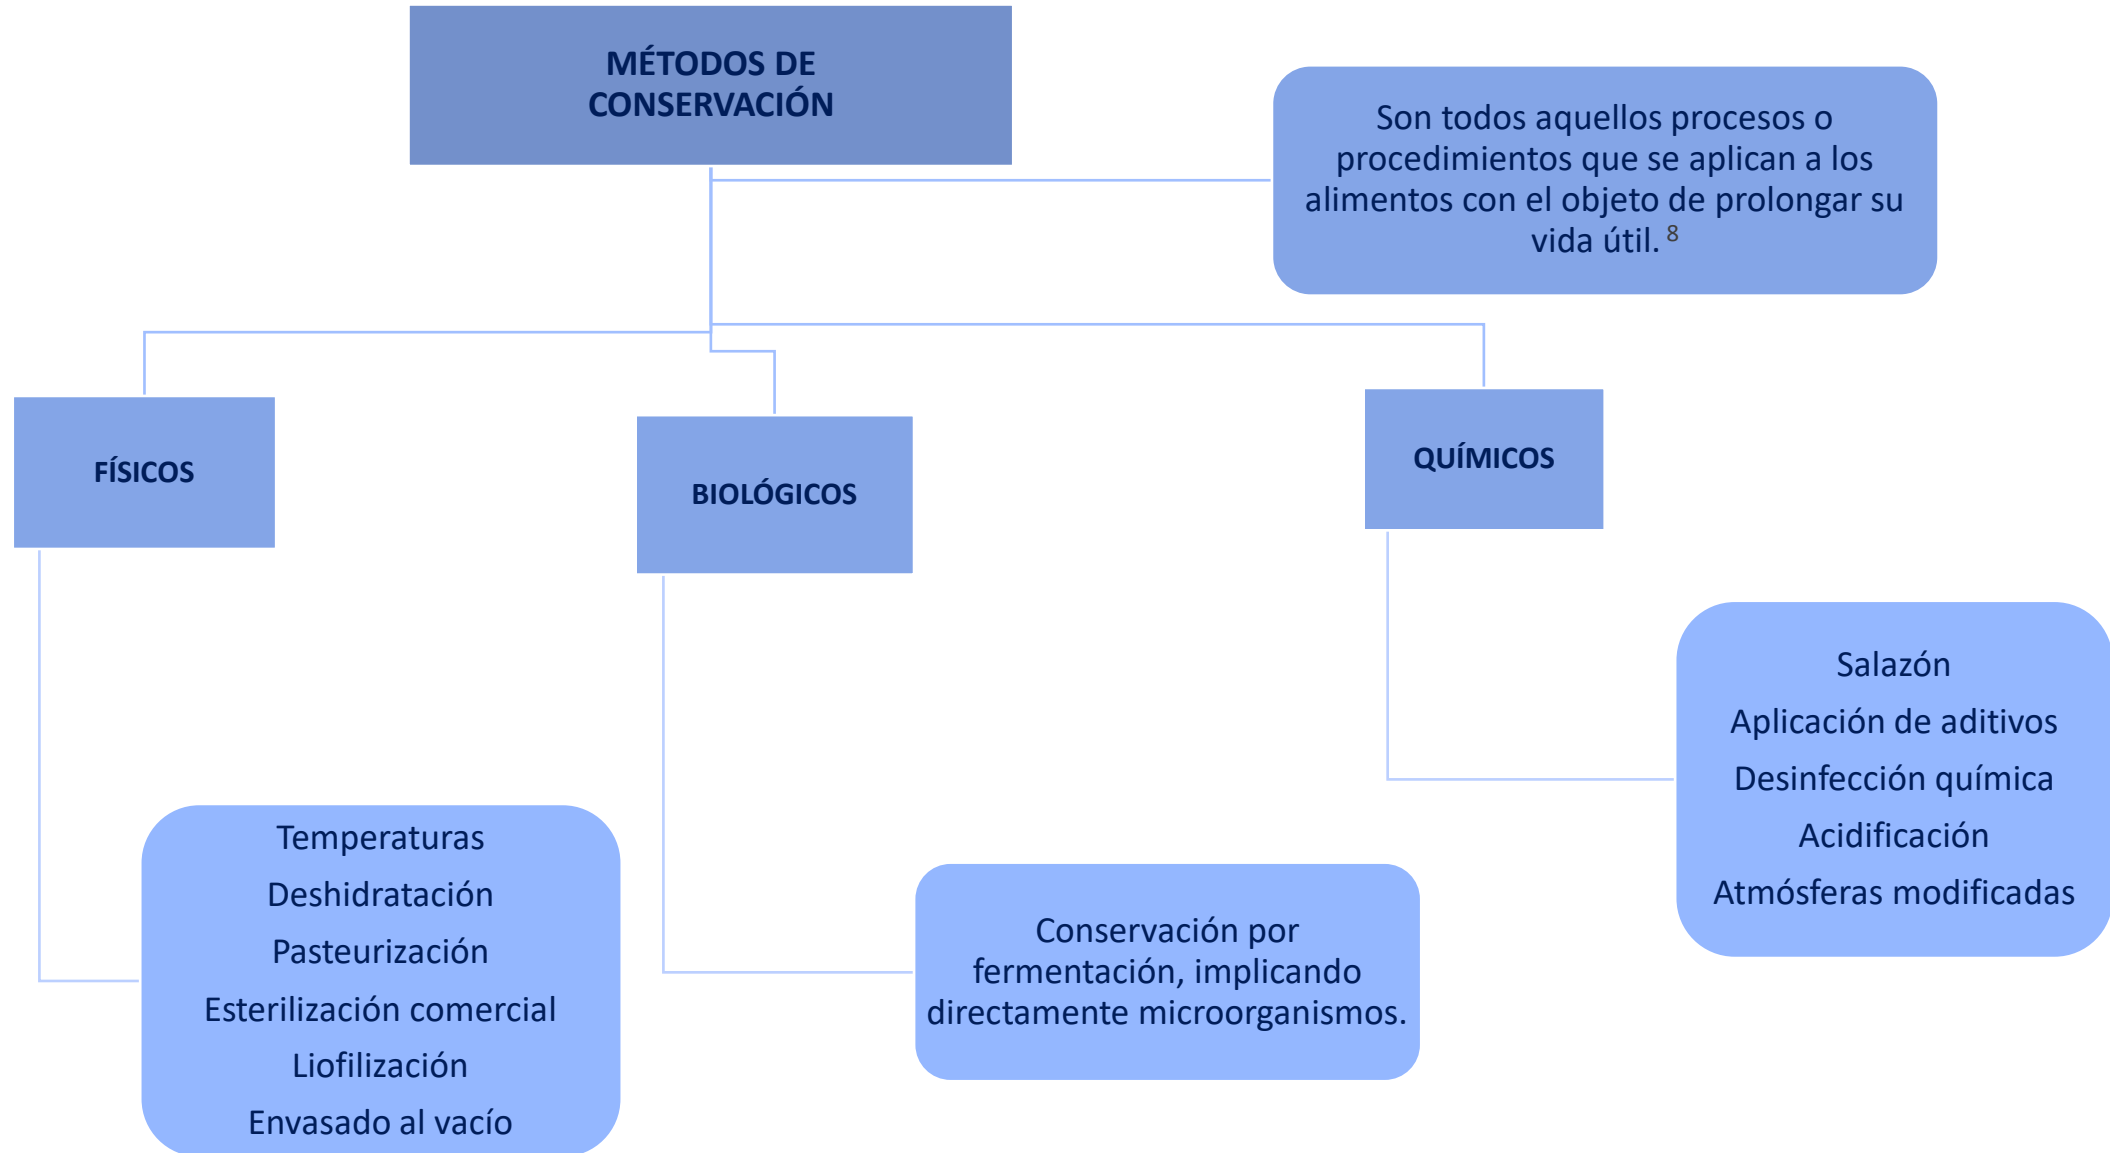 MÉTODOS DE
CONSERVACIÓN
Son todos aquellos procesos o
procedimientos que se aplican a los
alimentos con el objeto de prolongar su
vida útil. 8
FÍSICOS
BIOLÓGICOS
QUÍMICOS
Temperaturas
Deshidratación
Pasteurización
Esterilización comercial
Liofilización
Envasado al vacío
Conservación por
fermentación, implicando
directamente microorganismos.
Salazón
Aplicación de aditivos
Desinfección química
Acidificación
Atmósferas modificadas